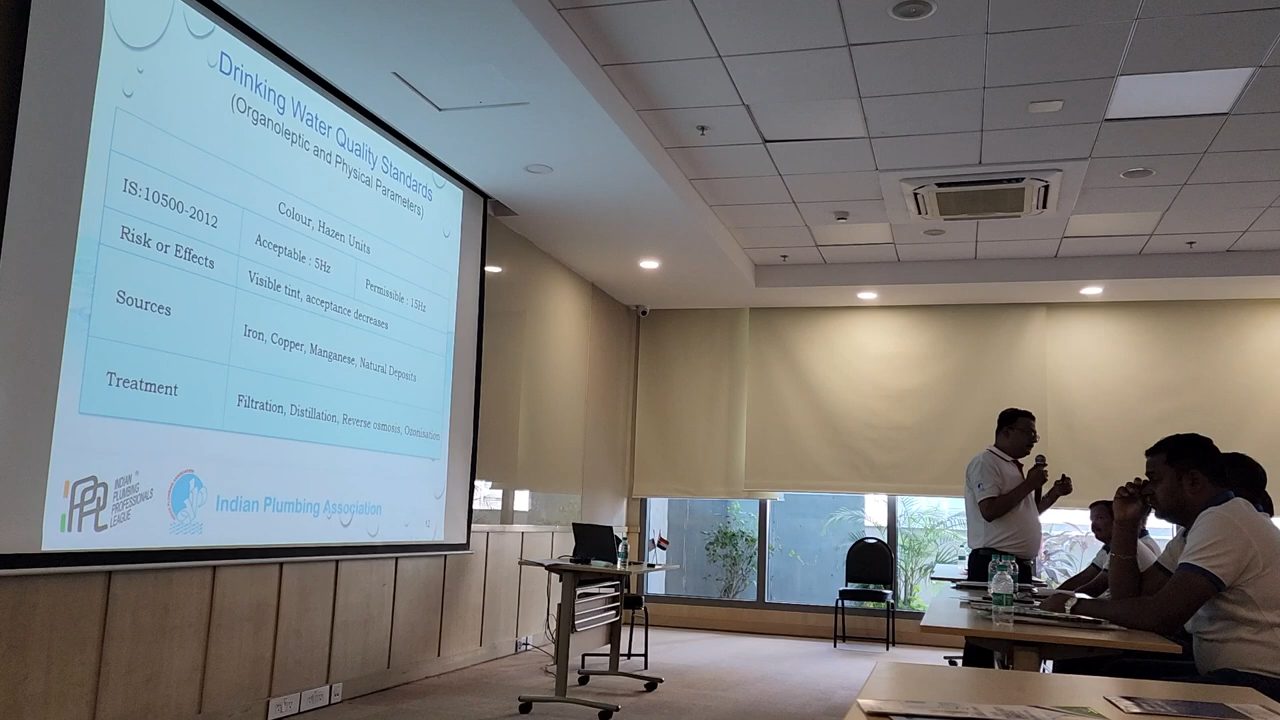 Drinking Water Quality Standards
(Organoleptic and Physical Parameters)
Colour, Hazen Units
IS:10500-2012
Acceptable : 5Hz
Permissible : 15Hz
Risk or Effects
Visible tint, acceptance decreases
Sources
Iron, Copper, Manganese, Natural Deposits
Treatment
Filtration, Distillation, Reverse osmosis, Ozonisation
IPPL
INDIAN
PLUMBING
PROFESSIONALS
LEAGUE
Indian Plumbing Association
12